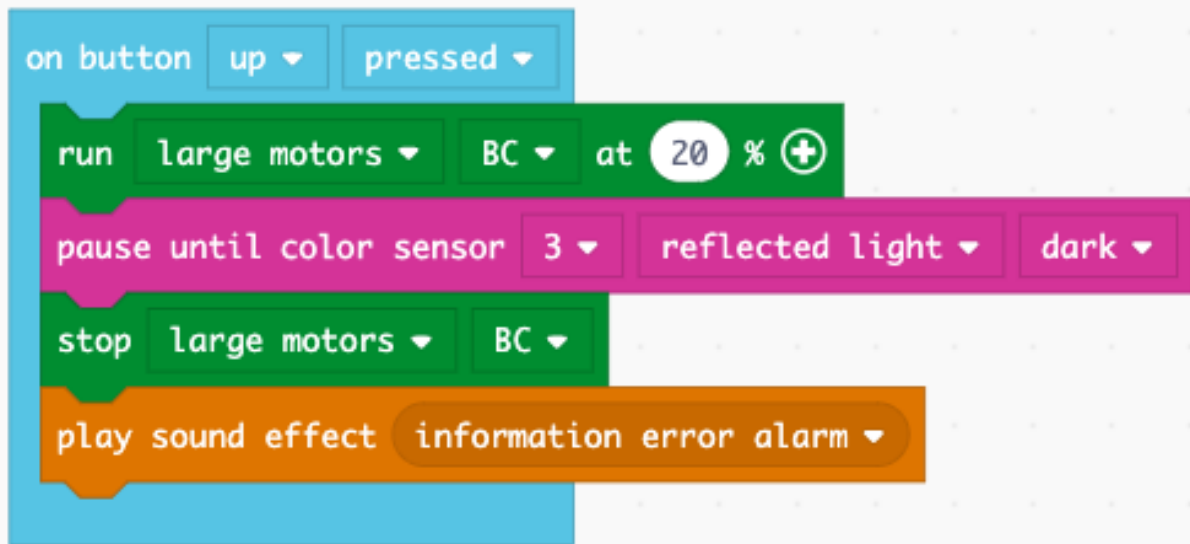 on button up pressed
run large motors BC at 20 %
pause until color sensor 3 reflected light dark
stop large motors BC
play sound effect information error alarm